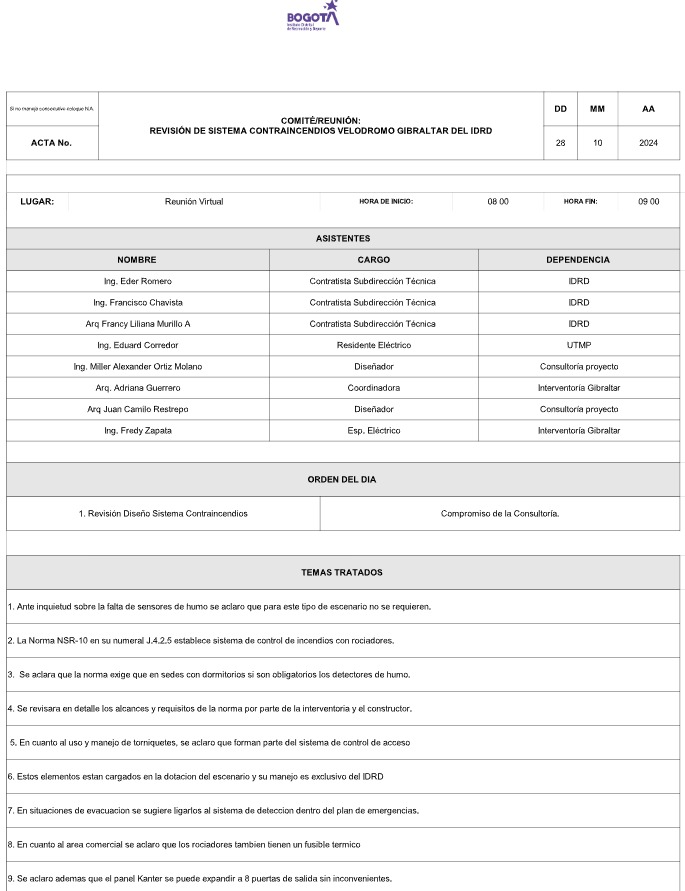 BOGOTA
Instituto Distrital
de Recreación y Deporte
Si no maneja consecutivo coloque N.A.
ACTA No.
COMITÉ/REUNIÓN:
REVISIÓN DE SISTEMA CONTRAINCENDIOS VELODROMO GIBRALTAR DEL IDRD
DD MM AA
28 10 2024
LUGAR: Reunión Virtual HORA DE INICIO: 08 00 HORA FIN: 09 00
ASISTENTES
NOMBRE CARGO DEPENDENCIA
Ing. Eder Romero Contratista Subdirección Técnica IDRD
Ing. Francisco Chavista Contratista Subdirección Técnica IDRD
Arq Francy Liliana Murillo A Contratista Subdirección Técnica IDRD
Ing. Eduard Corredor Residente Eléctrico UTMP
Ing. Miller Alexander Ortiz Molano Diseñador Consultoría proyecto
Arq. Adriana Guerrero Coordinadora Interventoría Gibraltar
Arq Juan Camilo Restrepo Diseñador Consultoría proyecto
Ing. Fredy Zapata Esp. Eléctrico Interventoría Gibraltar
ORDEN DEL DIA
1. Revisión Diseño Sistema Contraincendios Compromiso de la Consultoría.
TEMAS TRATADOS
1. Ante inquietud sobre la falta de sensores de humo se aclaro que para este tipo de escenario no se requieren.
2. La Norma NSR-10 en su numeral J.4.2.5 establece sistema de control de incendios con rociadores.
3. Se aclara que la norma exige que en sedes con dormitorios si son obligatorios los detectores de humo.
4. Se revisara en detalle los alcances y requisitos de la norma por parte de la interventoria y el constructor.
5. En cuanto al uso y manejo de torniquetes, se aclaro que forman parte del sistema de control de acceso
6. Estos elementos estan cargados en la dotacion del escenario y su manejo es exclusivo del IDRD
7. En situaciones de evacuacion se sugiere ligarlos al sistema de deteccion dentro del plan de emergencias.
8. En cuanto al area comercial se aclaro que los rociadores tambien tienen un fusible termico
9. Se aclaro ademas que el panel Kanter se puede expandir a 8 puertas de salida sin inconvenientes.